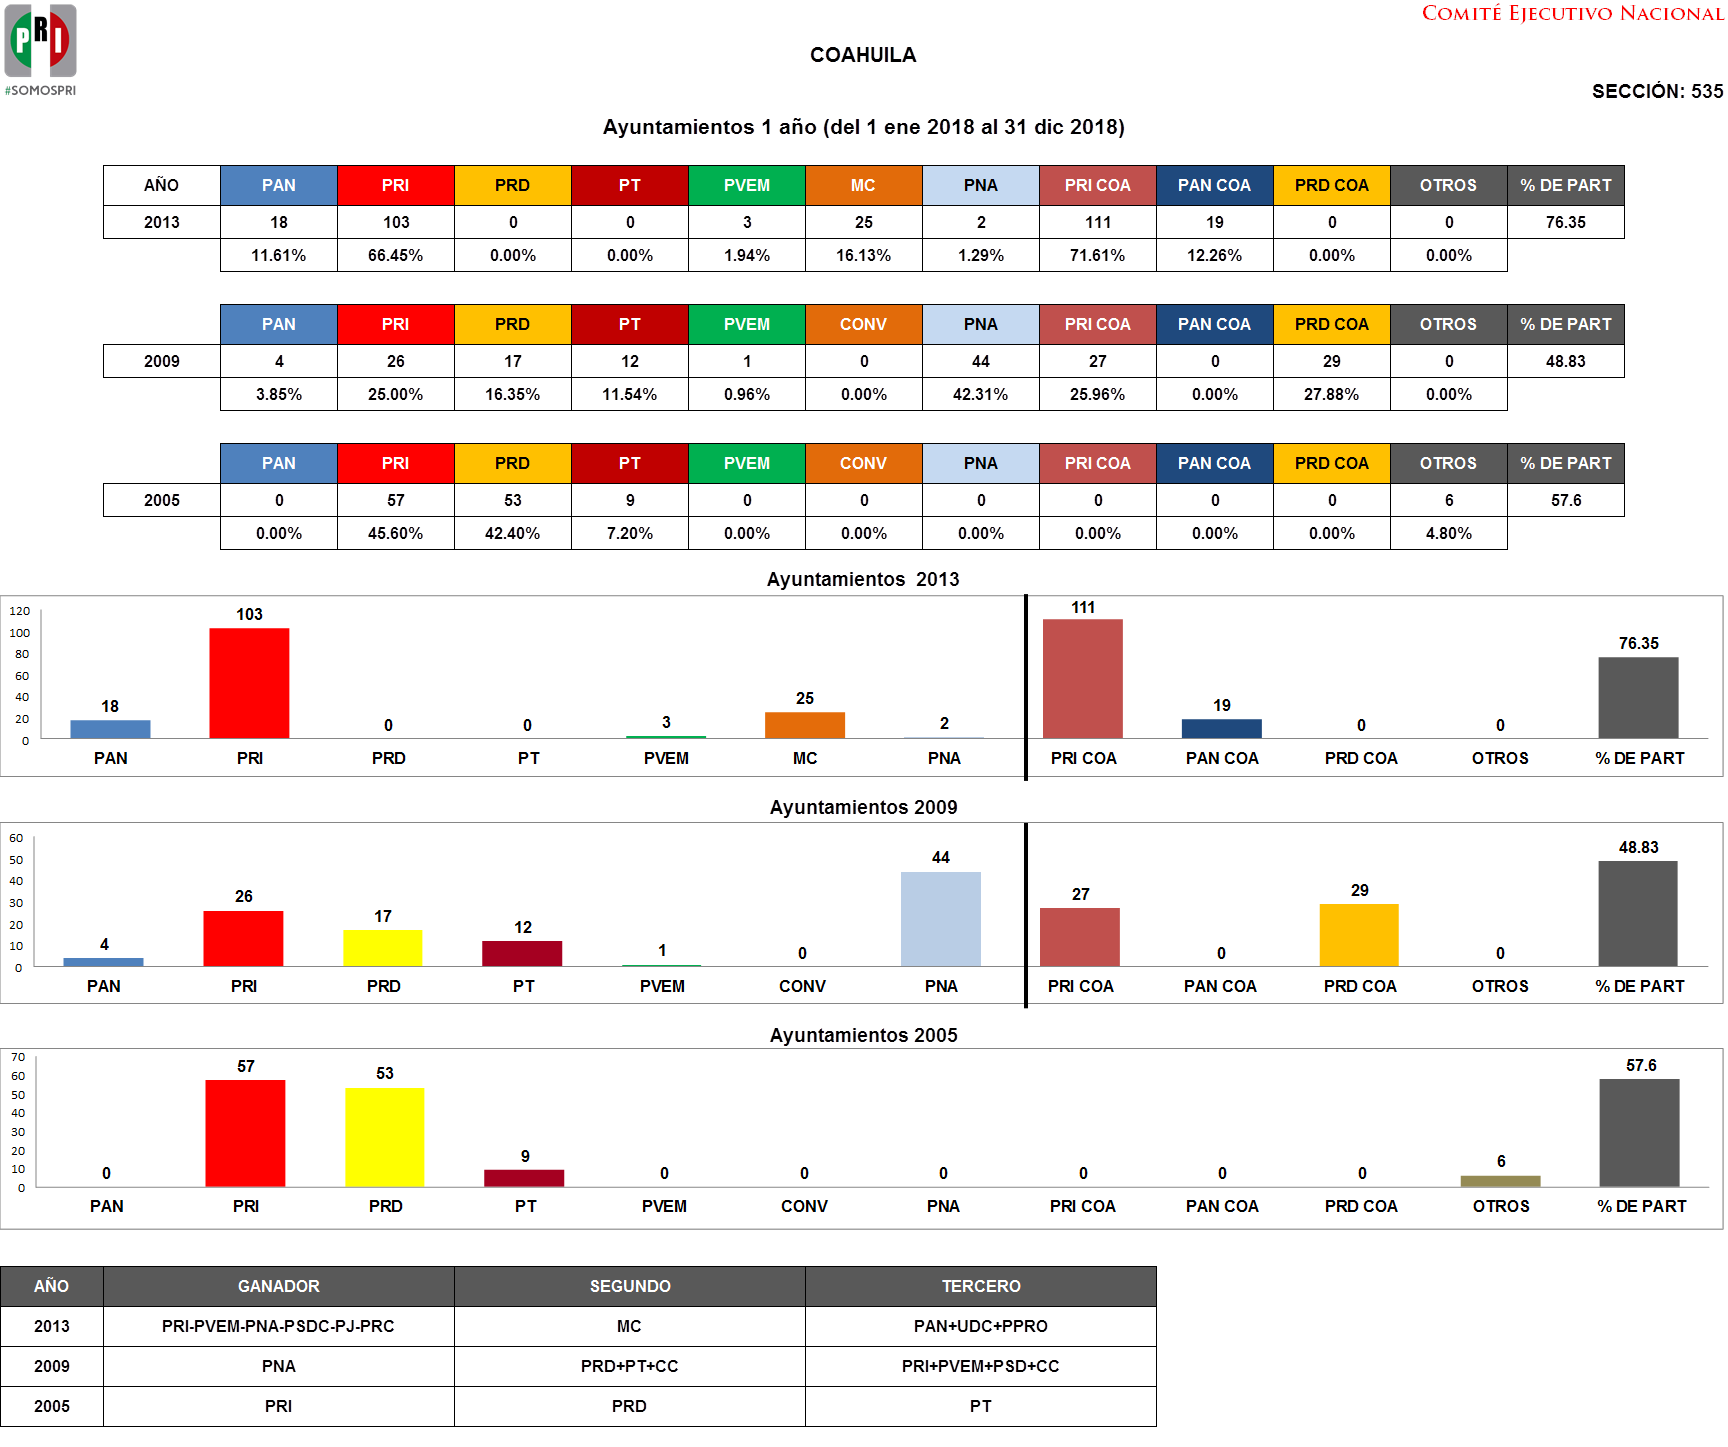 COMITÉ EJECUTIVO NACIONAL
PRI
#SOMOSPRI
COAHUILA
SECCIÓN: 535
Ayuntamientos 1 año (del 1 ene 2018 al 31 dic 2018)
AÑO PAN PRI PRD PT PVEM MC PNA PRI COA PAN COA PRD COA OTROS % DE PART
2013 18 103 0 0 3 25 2 111 19 0 0 76.35
11.61% 66.45% 0.00% 0.00% 1.94% 16.13% 1.29% 71.61% 12.26% 0.00% 0.00%
PAN PRI PRD PT PVEM CONV PNA PRI COA PAN COA PRD COA OTROS % DE PART
2009 4 26 17 12 1 0 44 27 0 29 0 48.83
3.85% 25.00% 16.35% 11.54% 0.96% 0.00% 42.31% 25.96% 0.00% 27.88% 0.00%
PAN PRI PRD PT PVEM CONV PNA PRI COA PAN COA PRD COA OTROS % DE PART
2005 0 57 53 9 0 0 0 0 0 0 6 57.6
0.00% 45.60% 42.40% 7.20% 0.00% 0.00% 0.00% 0.00% 0.00% 0.00% 4.80%
Ayuntamientos 2013
120
100
80
60
40
20
0
18 103 0 0 3 25 2 111 19 0 0 76.35
PAN PRI PRD PT PVEM MC PNA PRI COA PAN COA PRD COA OTROS % DE PART
Ayuntamientos 2009
60
50
40
30
20
10
0
4 26 17 12 1 0 44 27 0 29 0 48.83
PAN PRI PRD PT PVEM CONV PNA PRI COA PAN COA PRD COA OTROS % DE PART
Ayuntamientos 2005
70
60
50
40
30
20
10
0
0 57 53 9 0 0 0 0 0 0 6 57.6
PAN PRI PRD PT PVEM CONV PNA PRI COA PAN COA PRD COA OTROS % DE PART
AÑO GANADOR SEGUNDO TERCERO
2013 PRI-PVEM-PNA-PSDC-PJ-PRC MC PAN+UDC+PPRO
2009 PNA PRD+PT+CC PRI+PVEM+PSD+CC
2005 PRI PRD PT